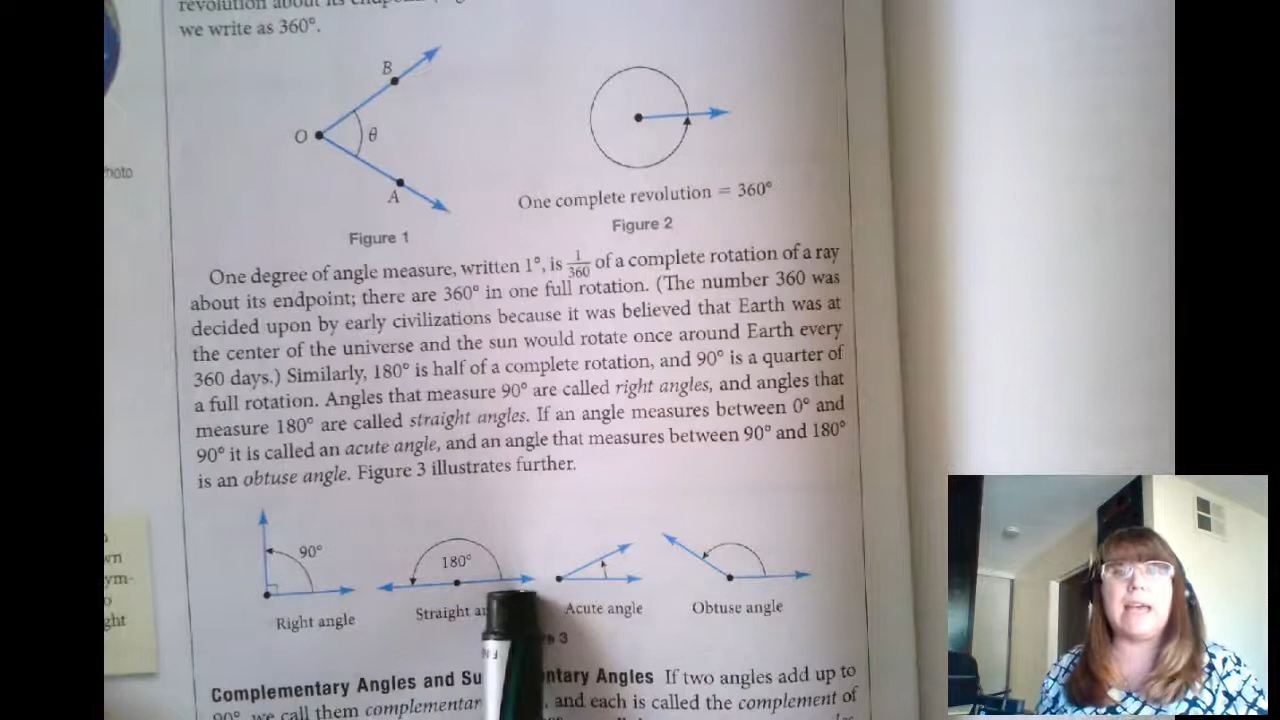 revolution about its endpoint
we write as 360°.
B
O
θ
A
One complete revolution = 360°
Figure 1
Figure 2
One degree of angle measure, written 1°, is 1/360 of a complete rotation of a ray
about its endpoint; there are 360° in one full rotation. (The number 360 was
decided upon by early civilizations because it was believed that Earth was at
the center of the universe and the sun would rotate once around Earth every
360 days.) Similarly, 180° is half of a complete rotation, and 90° is a quarter of
a full rotation. Angles that measure 90° are called right angles, and angles that
measure 180° are called straight angles. If an angle measures between 0° and
90° it is called an acute angle, and an angle that measures between 90° and 180°
is an obtuse angle. Figure 3 illustrates further.
90°
180°
Right angle
Straight
Acute angle
Obtuse angle
3
Complementary Angles and Angles If two angles add up to
90°, we call them and each is called the complement of